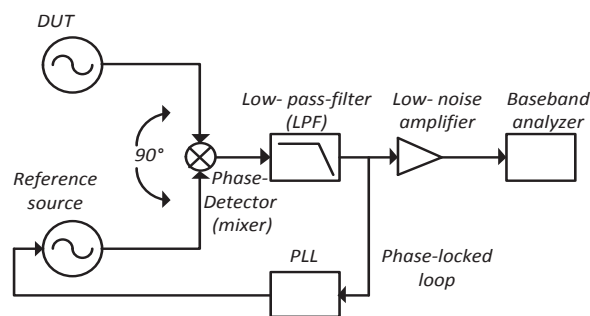 DUT
Low- pass-filter
(LPF)
Low- noise
amplifier
Baseband
analyzer
90°
Reference
source
Phase-
Detector
(mixer)
PLL
Phase-locked
loop